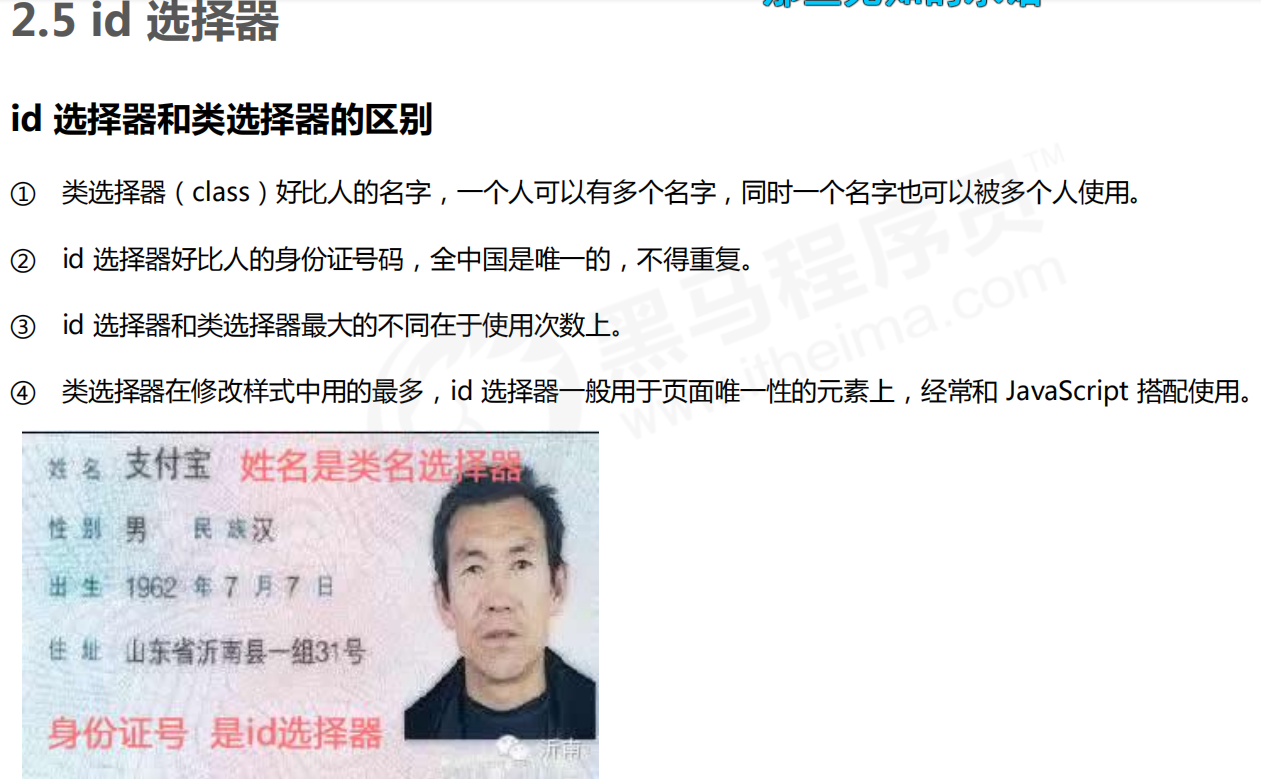 2.5 id 选择器
id 选择器和类选择器的区别
① 类选择器（class）好比人的名字，一个人可以有多个名字，同时一个名字也可以被多个人使用。
② id 选择器好比人的身份证号码，全中国是唯一的，不得重复。
③ id 选择器和类选择器最大的不同在于使用次数上。
④ 类选择器在修改样式中用的最多，id 选择器一般用于页面唯一性的元素上，经常和 JavaScript 搭配使用。
黑马程序员™
www.itheima.com
姓 名 支付宝 姓名是类名选择器
性 别 男 民 族 汉
出 生 1962 年 7 月 7 日
住 址 山东省沂南县一组31号
身份证号 是id选择器
沂南